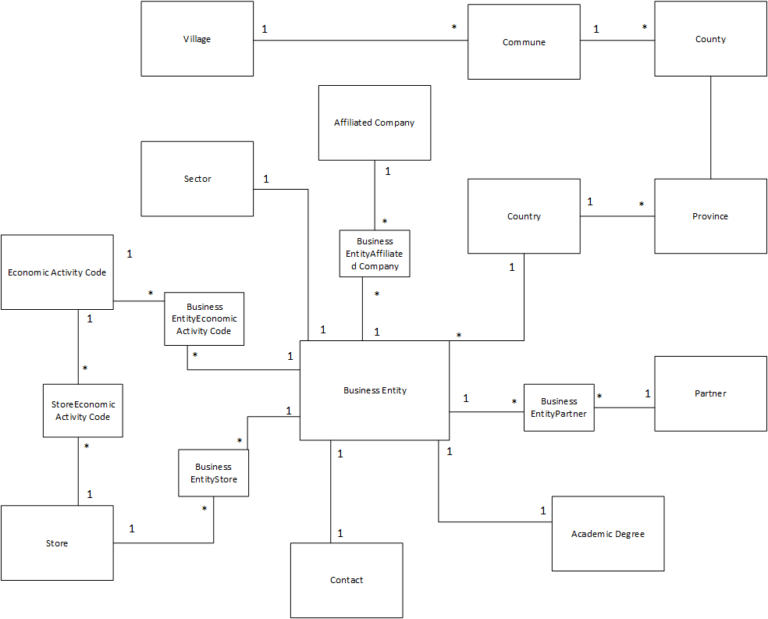 Village
1
*
Commune
1
*
County
Affiliated Company
1
*
Sector
1
Country
1
*
Province
1
Business
EntityAffiliate
d Company
*
1
Economic Activity Code
1
*
Business
EntityEconomic
Activity Code
*
1
1
1
*
Business Entity
1
*
StoreEconomic
Activity Code
*
1
1
*
Business
EntityPartner
*
1
Partner
1
*
Business
EntityStore
*
1
Store
1
1
Contact
1
1
Academic Degree